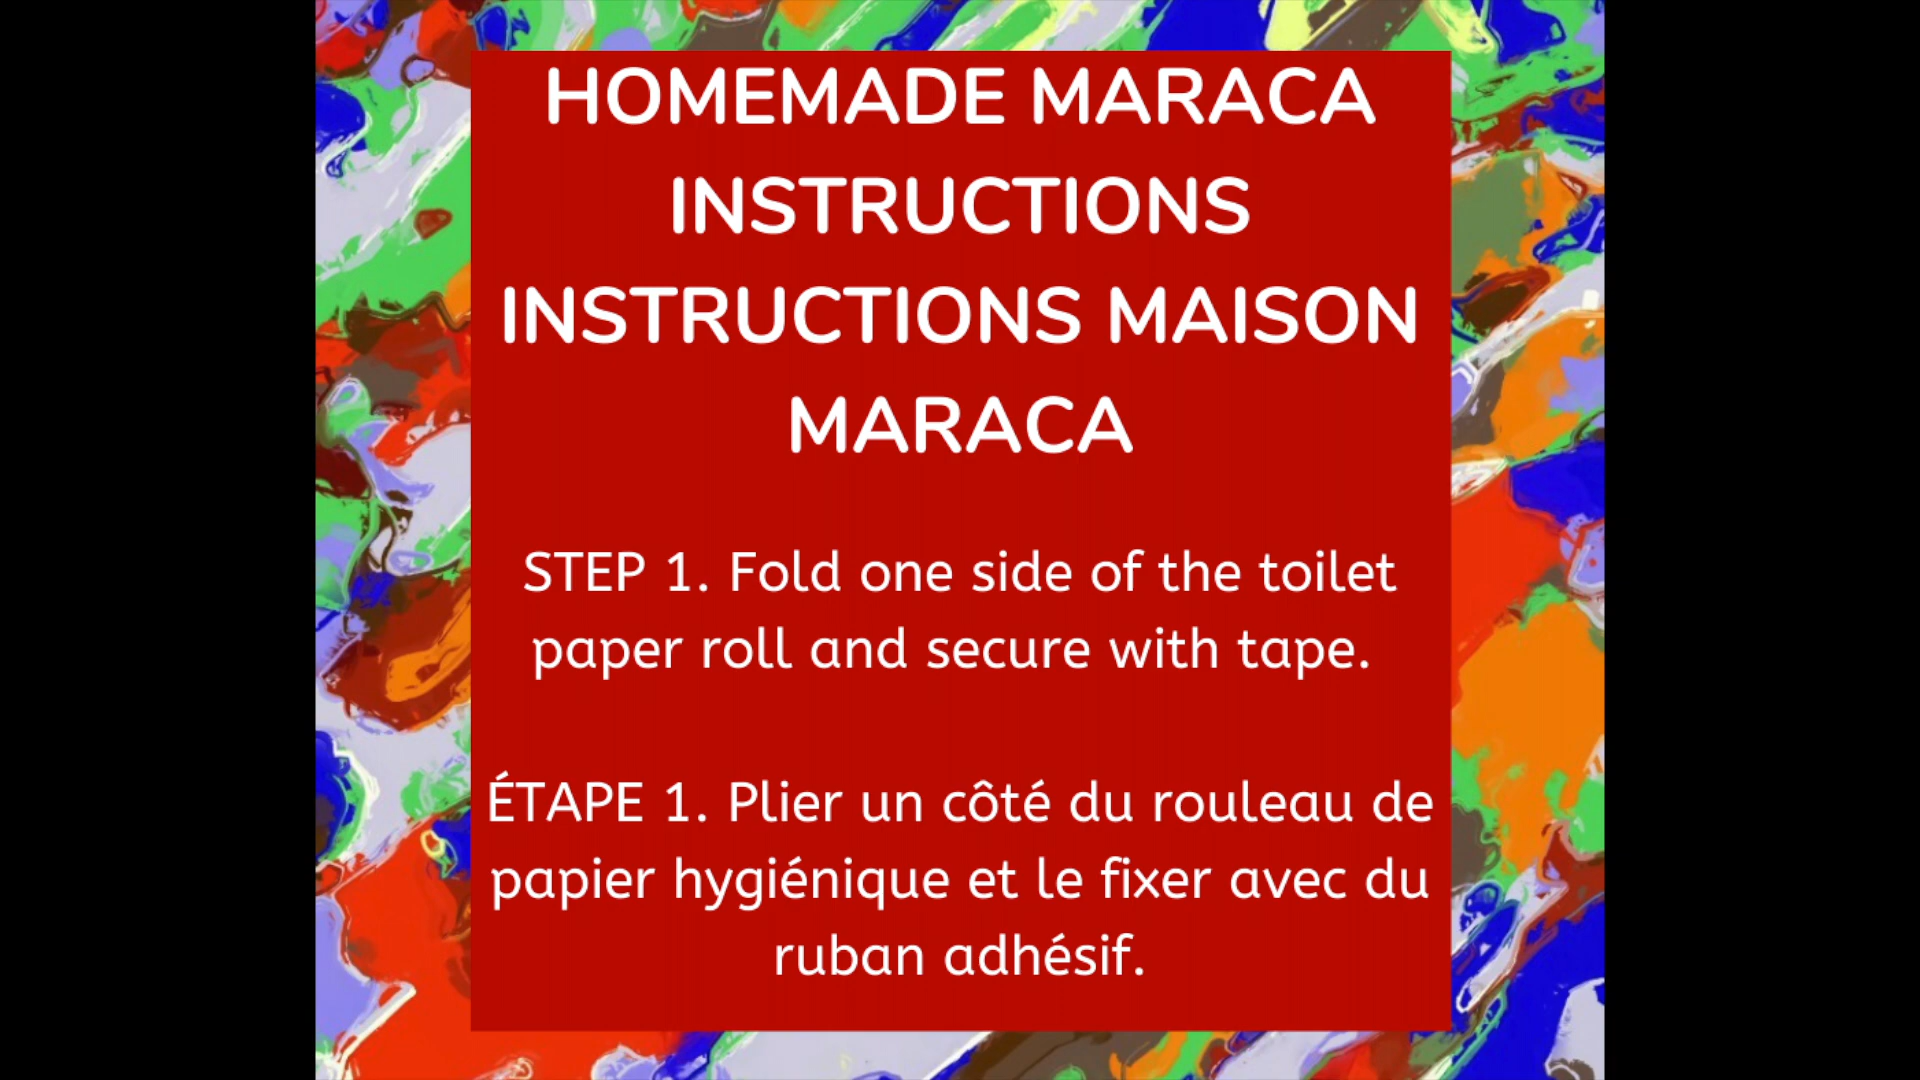 HOMEMADE MARACA
INSTRUCTIONS
INSTRUCTIONS MAISON
MARACA
STEP 1. Fold one side of the toilet
paper roll and secure with tape.
ÉTAPE 1. Plier un côté du rouleau de
papier hygiénique et le fixer avec du
ruban adhésif.